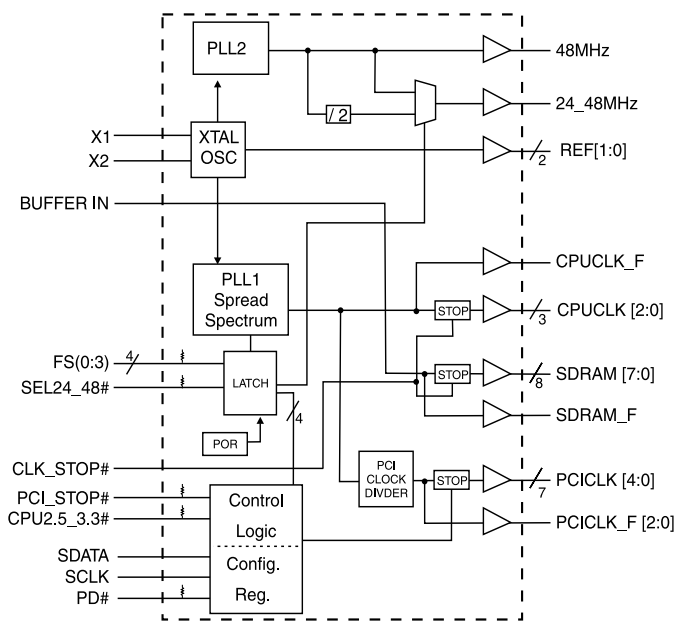 PLL2
48MHz
/ 2
24_48MHz
X1
X2
XTAL
OSC
REF[1:0]
2
BUFFER IN
PLL1
Spread
Spectrum
CPUCLK_F
STOP
CPUCLK [2:0]
3
FS(0:3)
4
SEL24_48#
LATCH
STOP
SDRAM [7:0]
8
SDRAM_F
4
POR
CLK_STOP#
PCI
CLOCK
DIVDER
STOP
PCICLK [4:0]
7
PCI_STOP#
CPU2.5_3.3#
Control
Logic
PCICLK_F [2:0]
SDATA
SCLK
PD#
Config.
Reg.